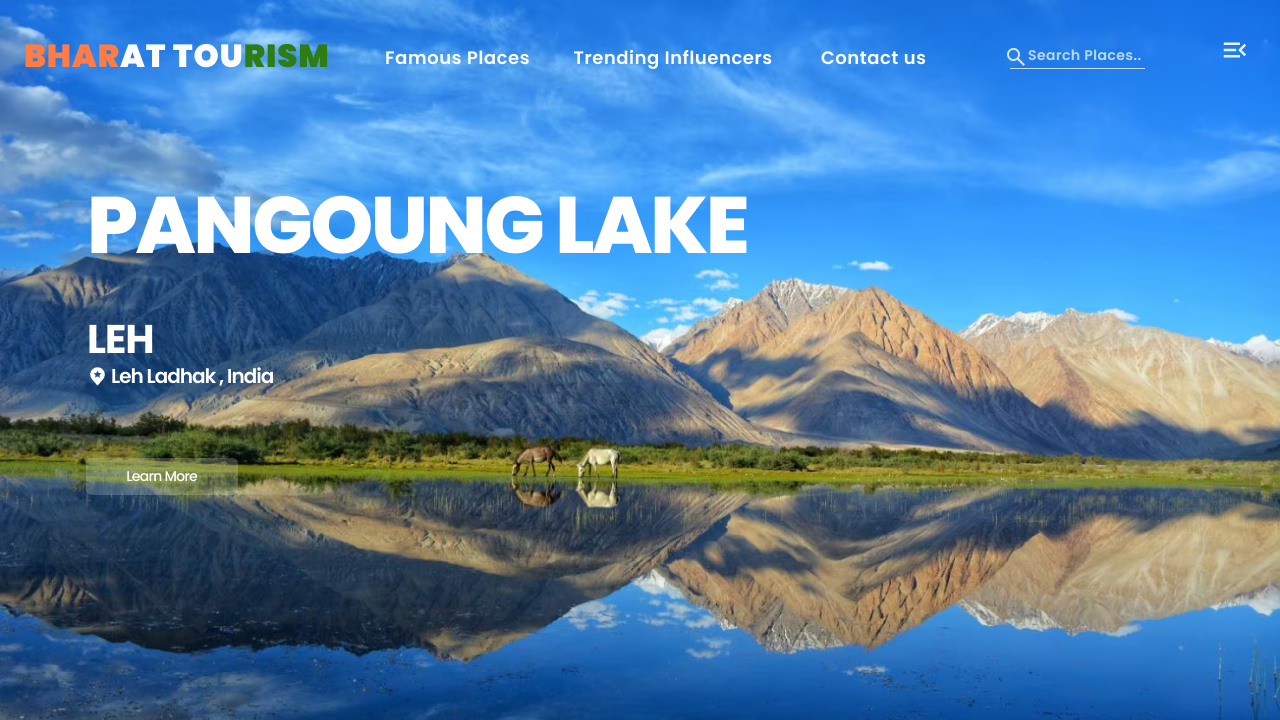 BHARAT TOURISM
Famous Places
Trending Influencers
Contact us
Search Places..
PANGOUNG LAKE
LEH
Leh Ladhak , India
Learn More